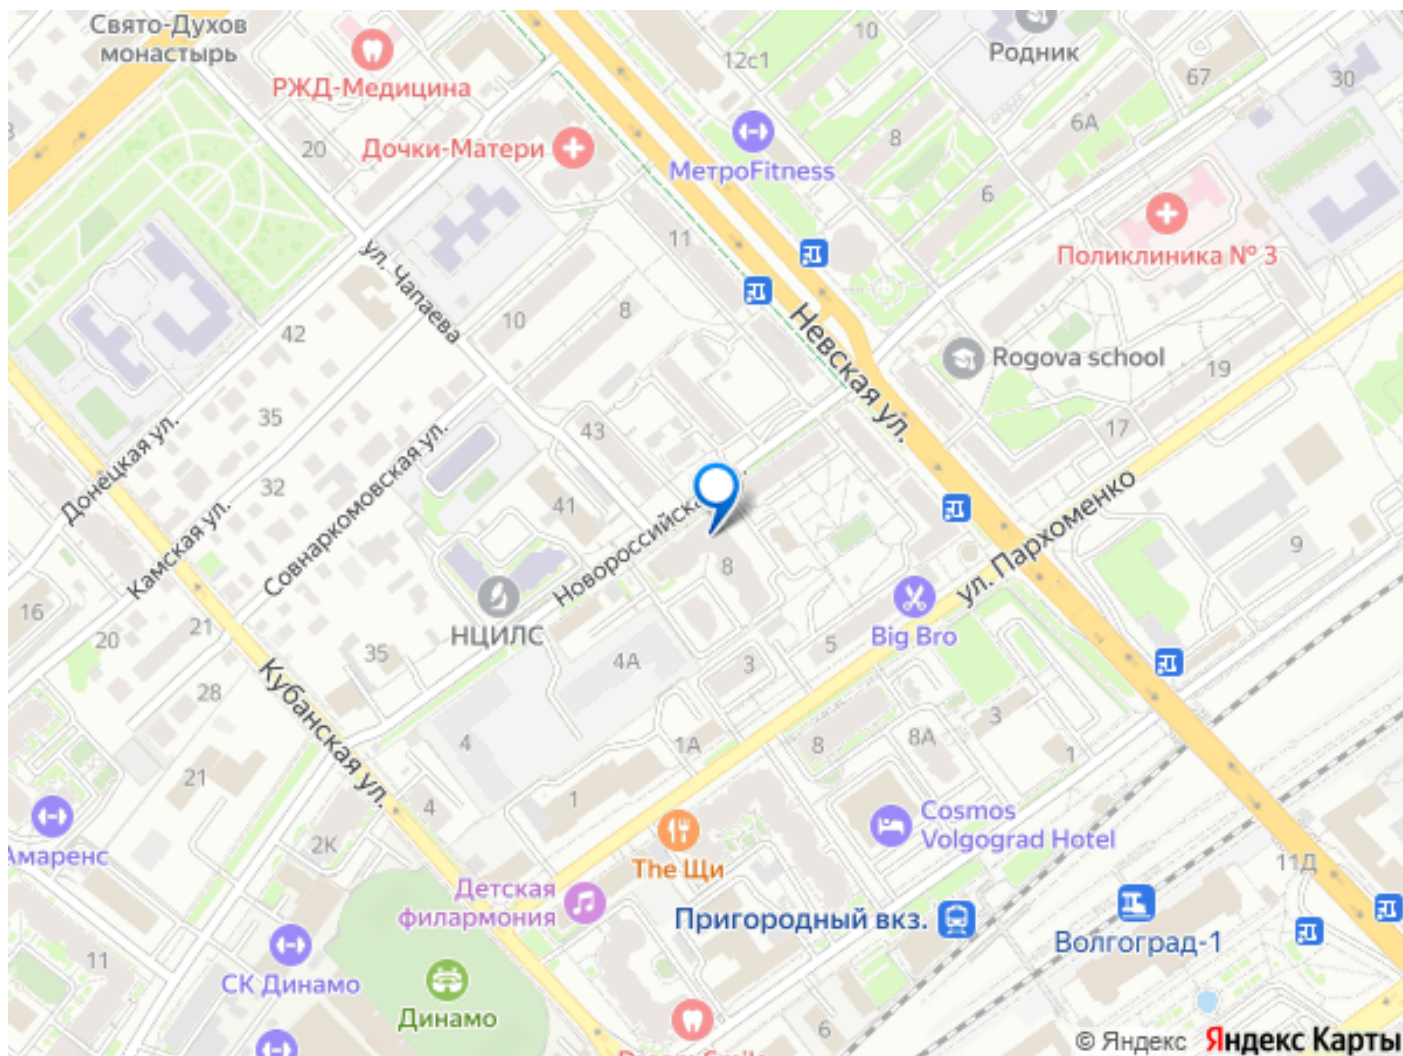 Свято-Духов
монастырь
РЖД-Медицина
12с1
10
Родник
67
30
20
Дочки-Матери
МетроFitness
8
6А
6
11
Поликлиника № 3
ул. Чапаева
42
10
8
Невская ул.
Rogova school
19
35
43
17
Донецкая ул.
Совнаркомовская ул.
32
41
Камская ул.
Новороссийска
8
ул. Пархоменко
9
16
20
21
НЦИЛС
35
4А
3
5
Big Bro
28
Кубанская ул.
4
1А
8
8А
3
1
21
4
1
2К
Амаренс
The Щи
Cosmos
Volgograd Hotel
11Д
Детская
филармония
Пригородный вкз.
Волгоград-1
11
СК Динамо
Динамо
6
© Яндекс Яндекс Карты